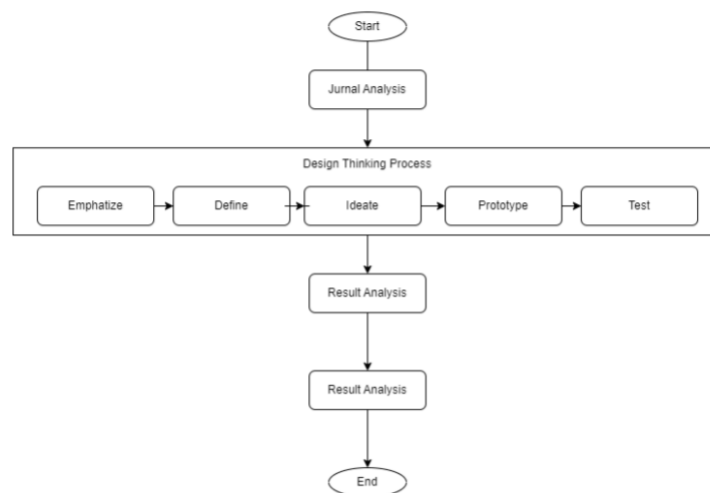 Start
Jurnal Analysis
Design Thinking Process
Emphatize
Define
Ideate
Prototype
Test
Result Analysis
Result Analysis
End